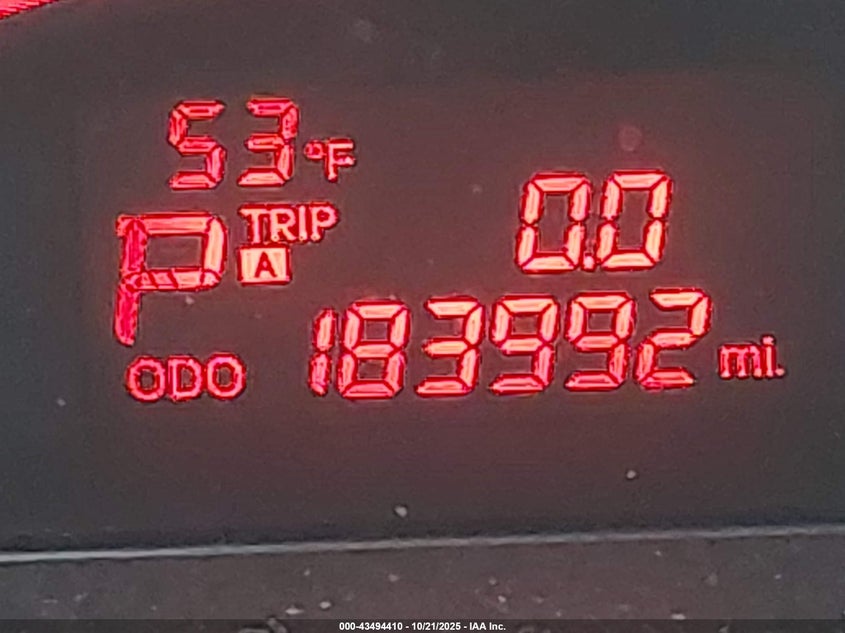 53°F
P TRIP A 0.0
ODO 183992 mi.
000-43494410 - 10/21/2025 - IAA Inc.